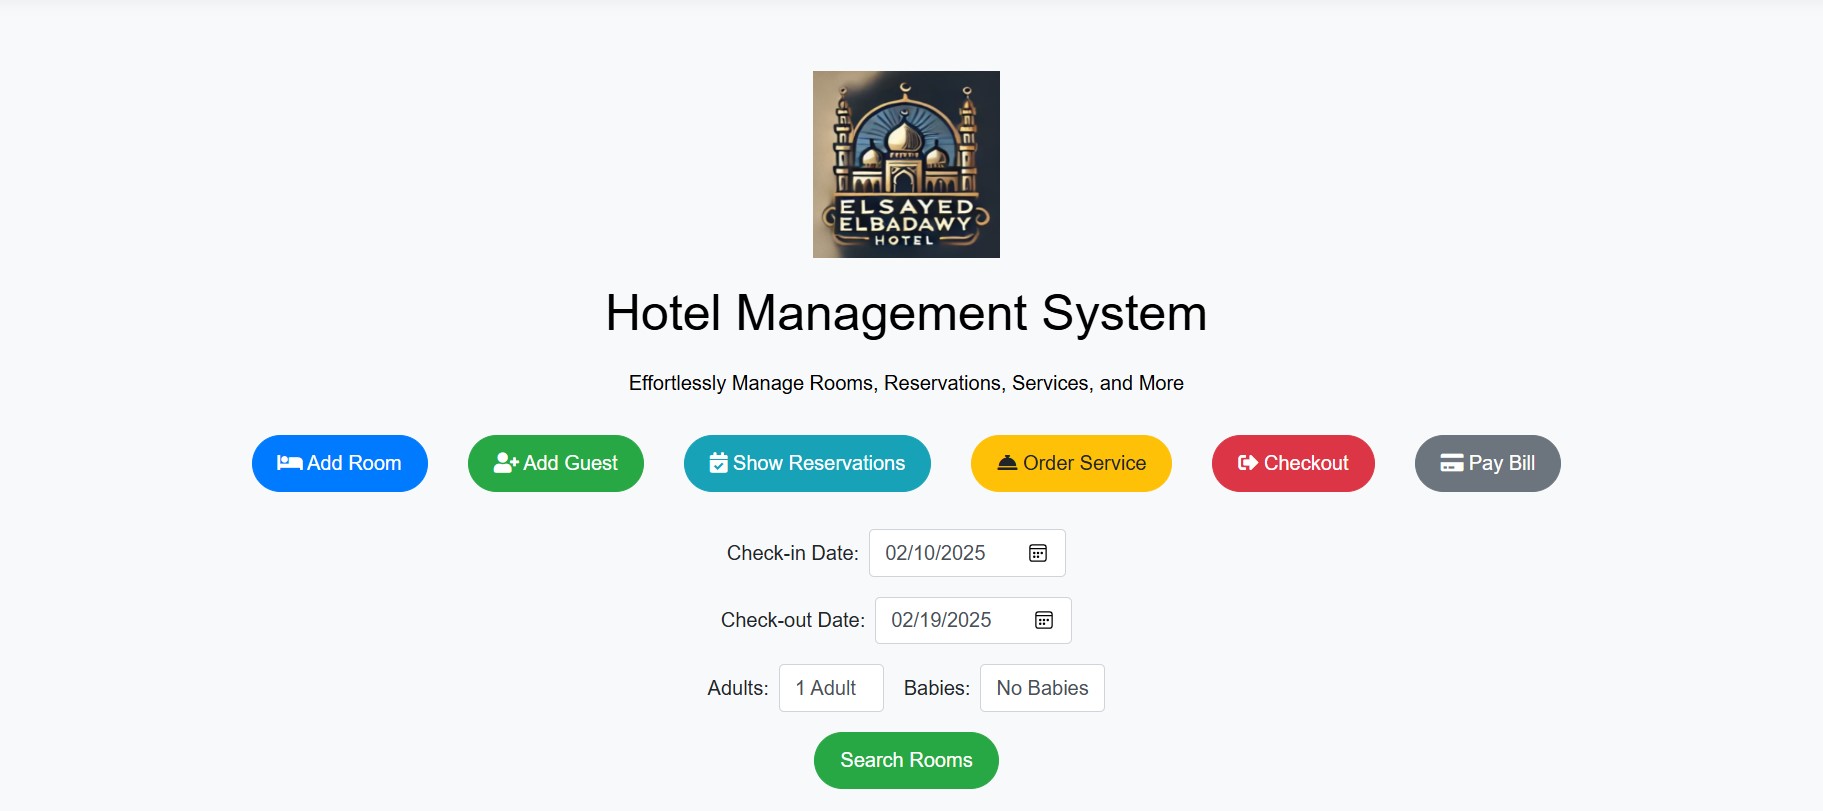 ELSAYED
ELBADAWY
HOTEL
Hotel Management System
Effortlessly Manage Rooms, Reservations, Services, and More
Add Room Add Guest Show Reservations Order Service Checkout Pay Bill
Check-in Date: 02/10/2025
Check-out Date: 02/19/2025
Adults: 1 Adult Babies: No Babies
Search Rooms